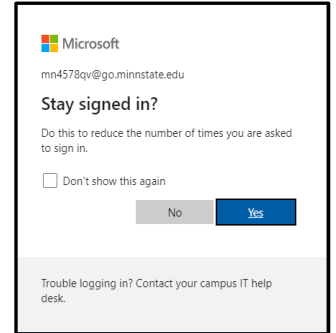 Microsoft
mn4578qv@go.minnstate.edu
Stay signed in?
Do this to reduce the number of times you are asked
to sign in.
Don't show this again
No Yes
Trouble logging in? Contact your campus IT help
desk.